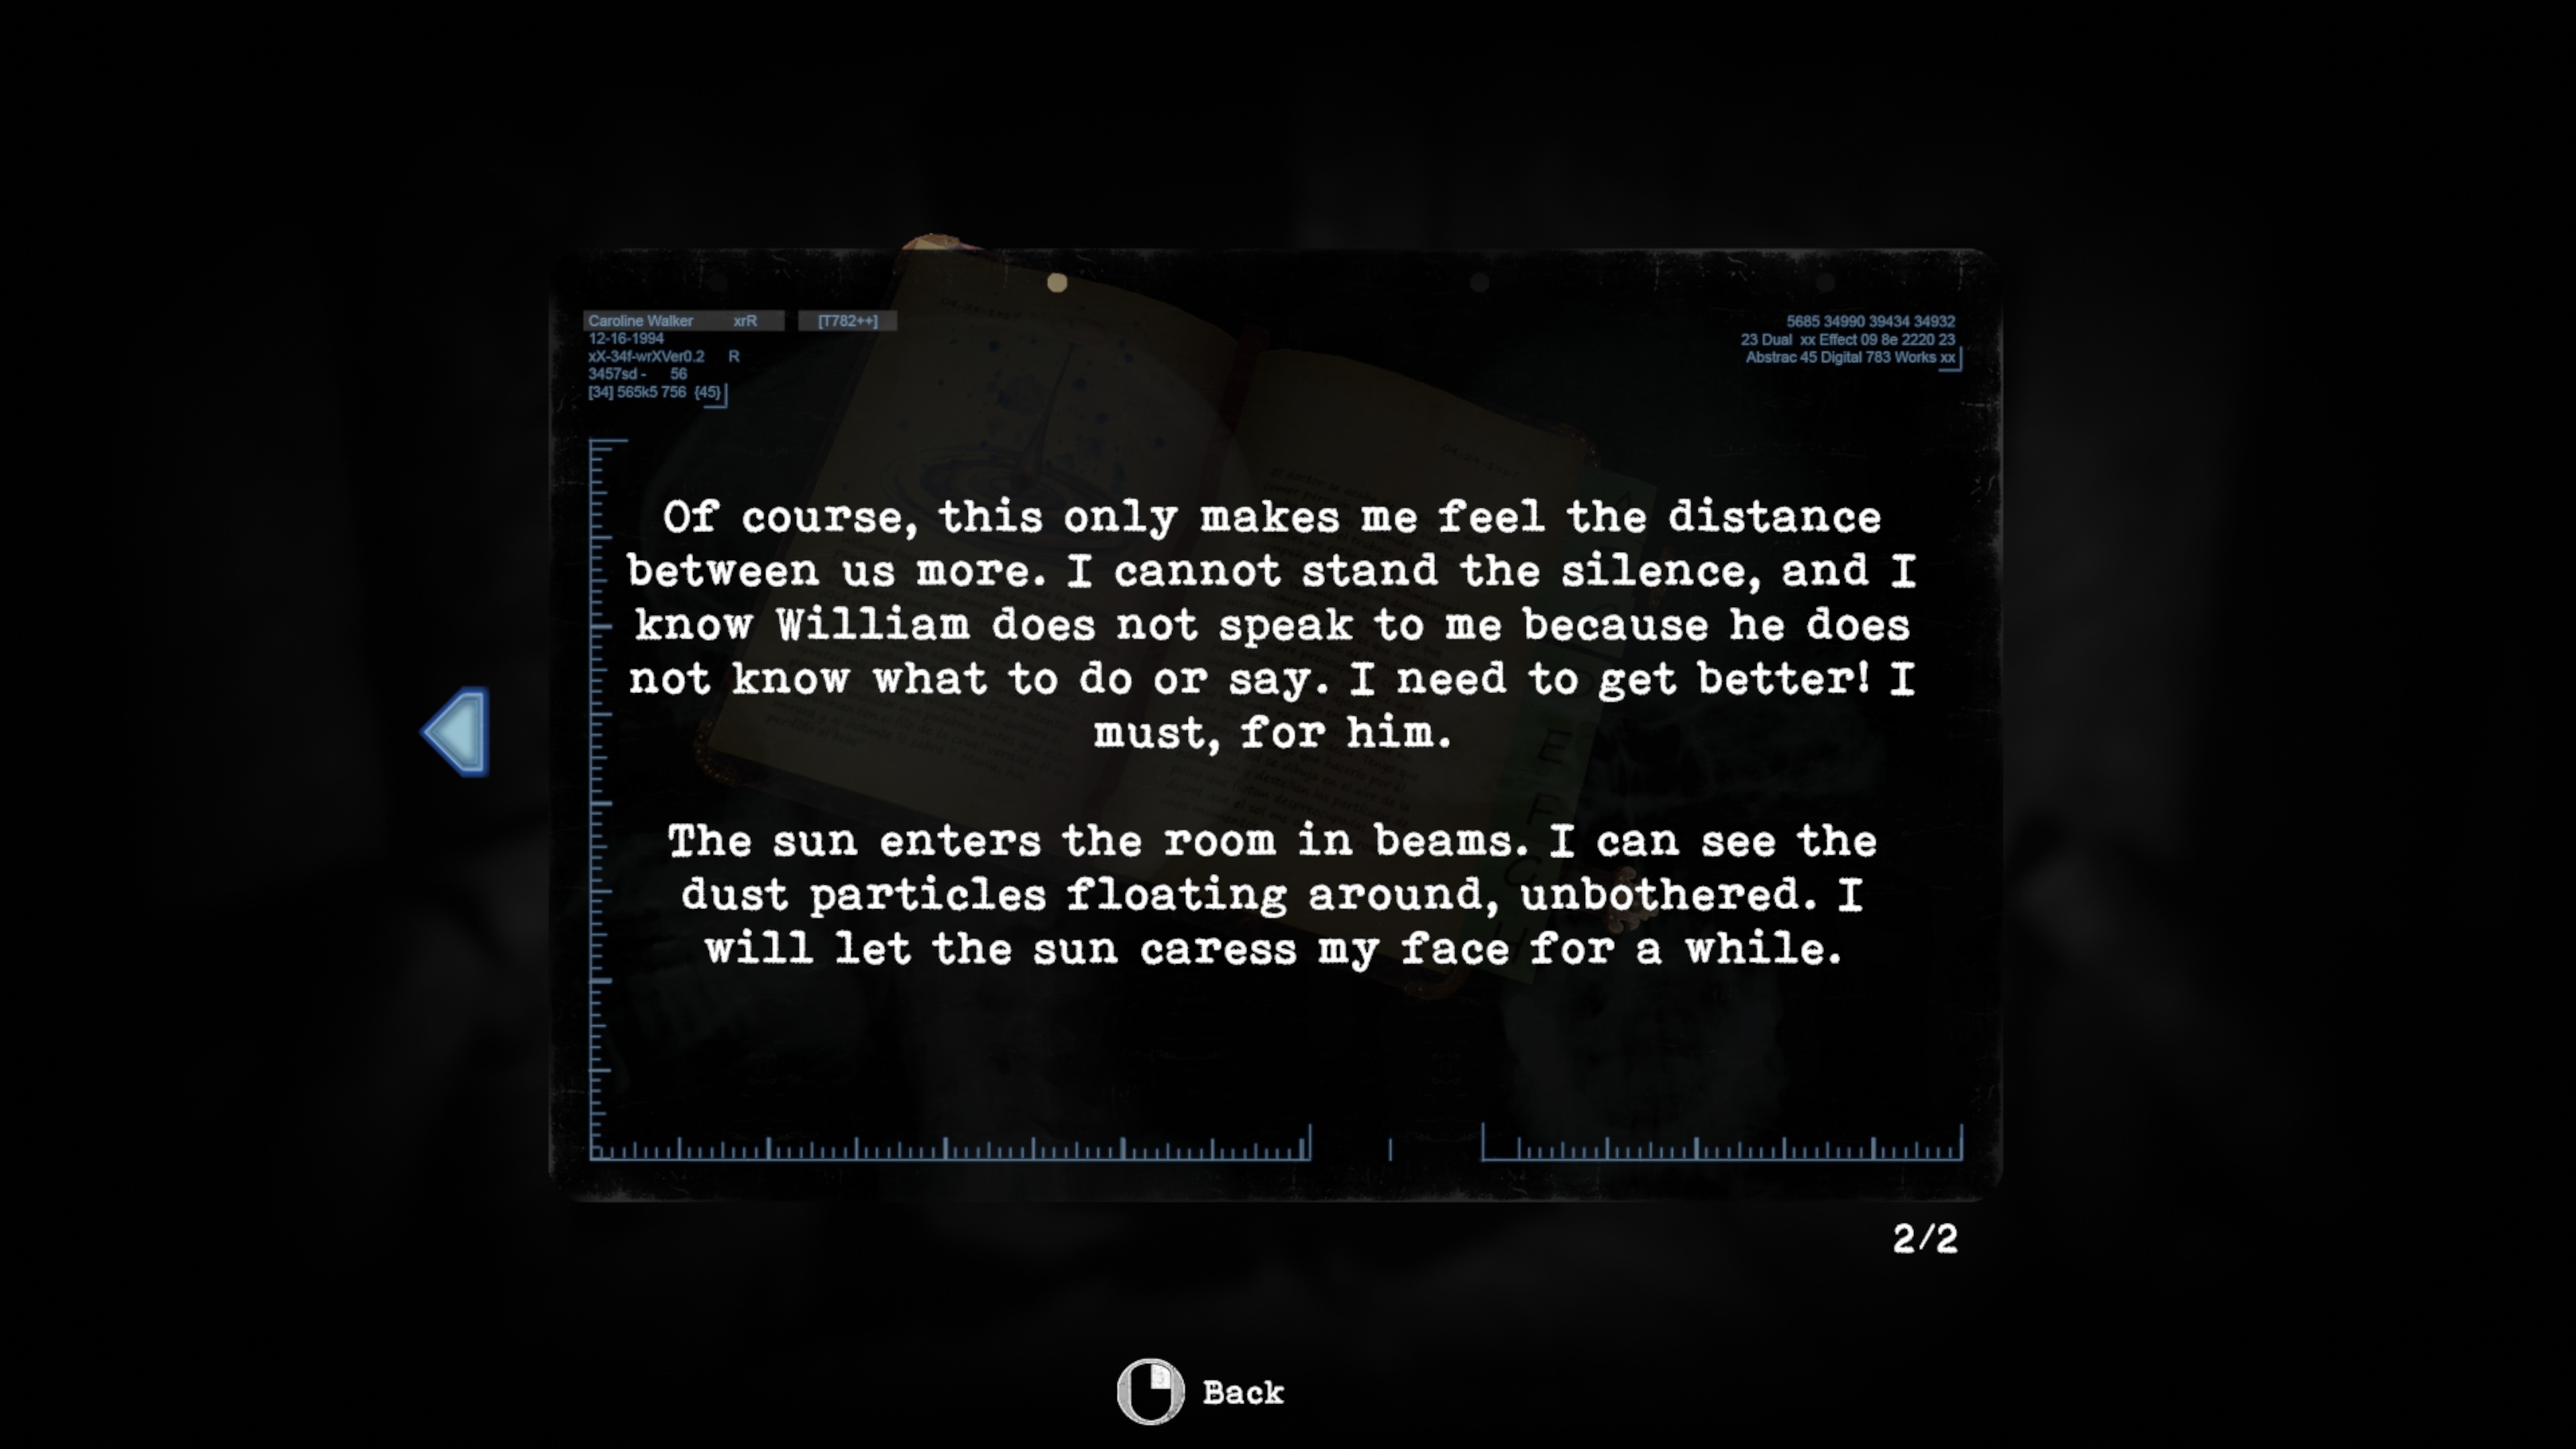 Caroline Walker xrR [T782++]
12-16-1994
xX-34f-wrXVer0.2 R
3457sd - 56
[34] 565k5 756 {45}
5685 34990 39434 34932
23 Dual xx Effect 09 8e 2220 23
Abstrac 45 Digital 783 Works xx
Of course, this only makes me feel the distance
between us more. I cannot stand the silence, and I
know William does not speak to me because he does
not know what to do or say. I need to get better! I
must, for him.
The sun enters the room in beams. I can see the
dust particles floating around, unbothered. I
will let the sun caress my face for a while.
E
F
G
H
2/2
Back